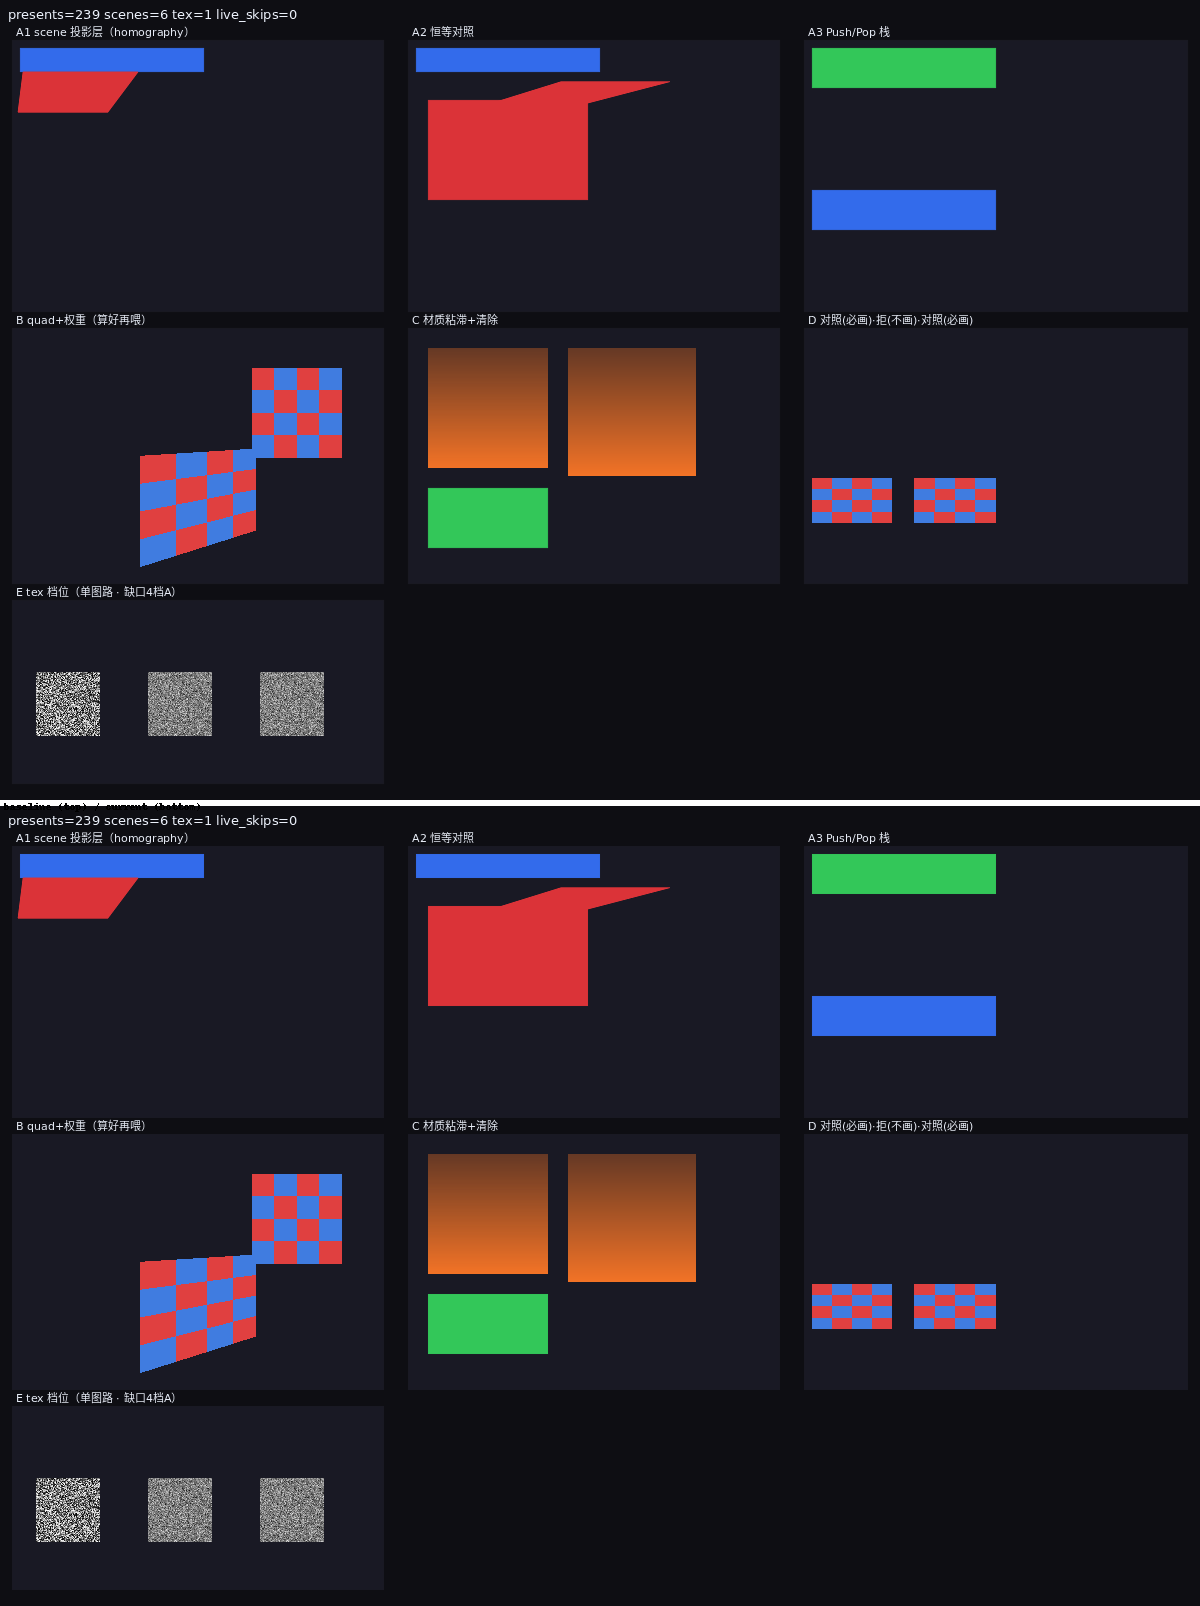 presents=239 scenes=6 tex=1 live_skips=0
A1 scene 投影层（homography）
A2 恒等对照
A3 Push/Pop 栈
B quad+权重（算好再喂）
C 材质粘滞+清除
D 对照(必画)·拒(不画)·对照(必画)
E tex 档位（单图路 · 缺口4档A）
baseline (top) / current (bottom)
presents=239 scenes=6 tex=1 live_skips=0
A1 scene 投影层（homography）
A2 恒等对照
A3 Push/Pop 栈
B quad+权重（算好再喂）
C 材质粘滞+清除
D 对照(必画)·拒(不画)·对照(必画)
E tex 档位（单图路 · 缺口4档A）